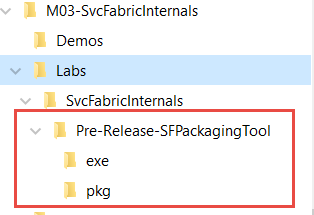 M03-SvcFabricInternals
Demos
Labs
SvcFabricInternals
Pre-Release-SFPackagingTool
exe
pkg